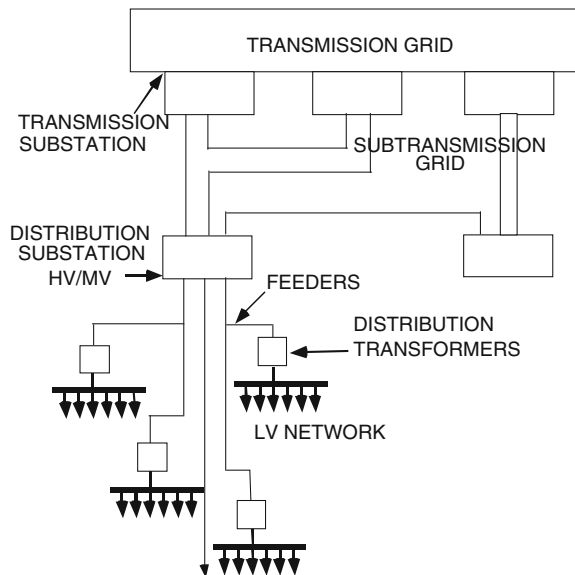 TRANSMISSION GRID
TRANSMISSION
SUBSTATION
SUBTRANSMISSION
GRID
DISTRIBUTION
SUBSTATION
HV/MV
FEEDERS
DISTRIBUTION
TRANSFORMERS
LV NETWORK